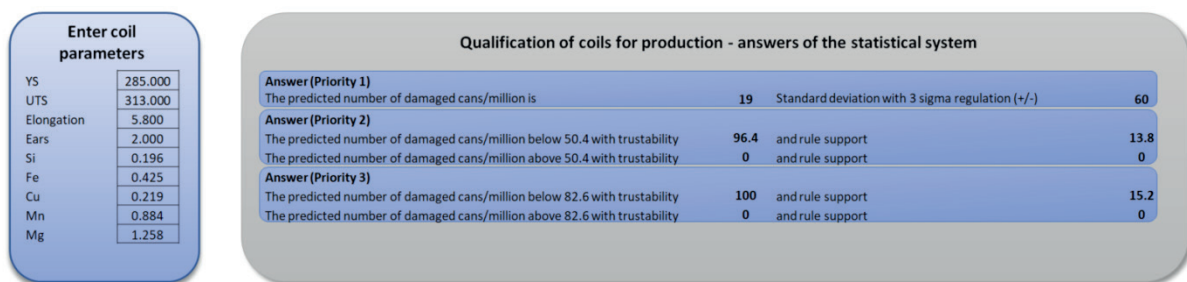 Enter coil
parameters
YS 285.000
UTS 313.000
Elongation 5.800
Ears 2.000
Si 0.196
Fe 0.425
Cu 0.219
Mn 0.884
Mg 1.258
Qualification of coils for production - answers of the statistical system
Answer (Priority 1)
The predicted number of damaged cans/million is 19 Standard deviation with 3 sigma regulation (+/-) 60
Answer (Priority 2)
The predicted number of damaged cans/million below 50.4 with trustability 96.4 and rule support 13.8
The predicted number of damaged cans/million above 50.4 with trustability 0 and rule support 0
Answer (Priority 3)
The predicted number of damaged cans/million below 82.6 with trustability 100 and rule support 15.2
The predicted number of damaged cans/million above 82.6 with trustability 0 and rule support 0